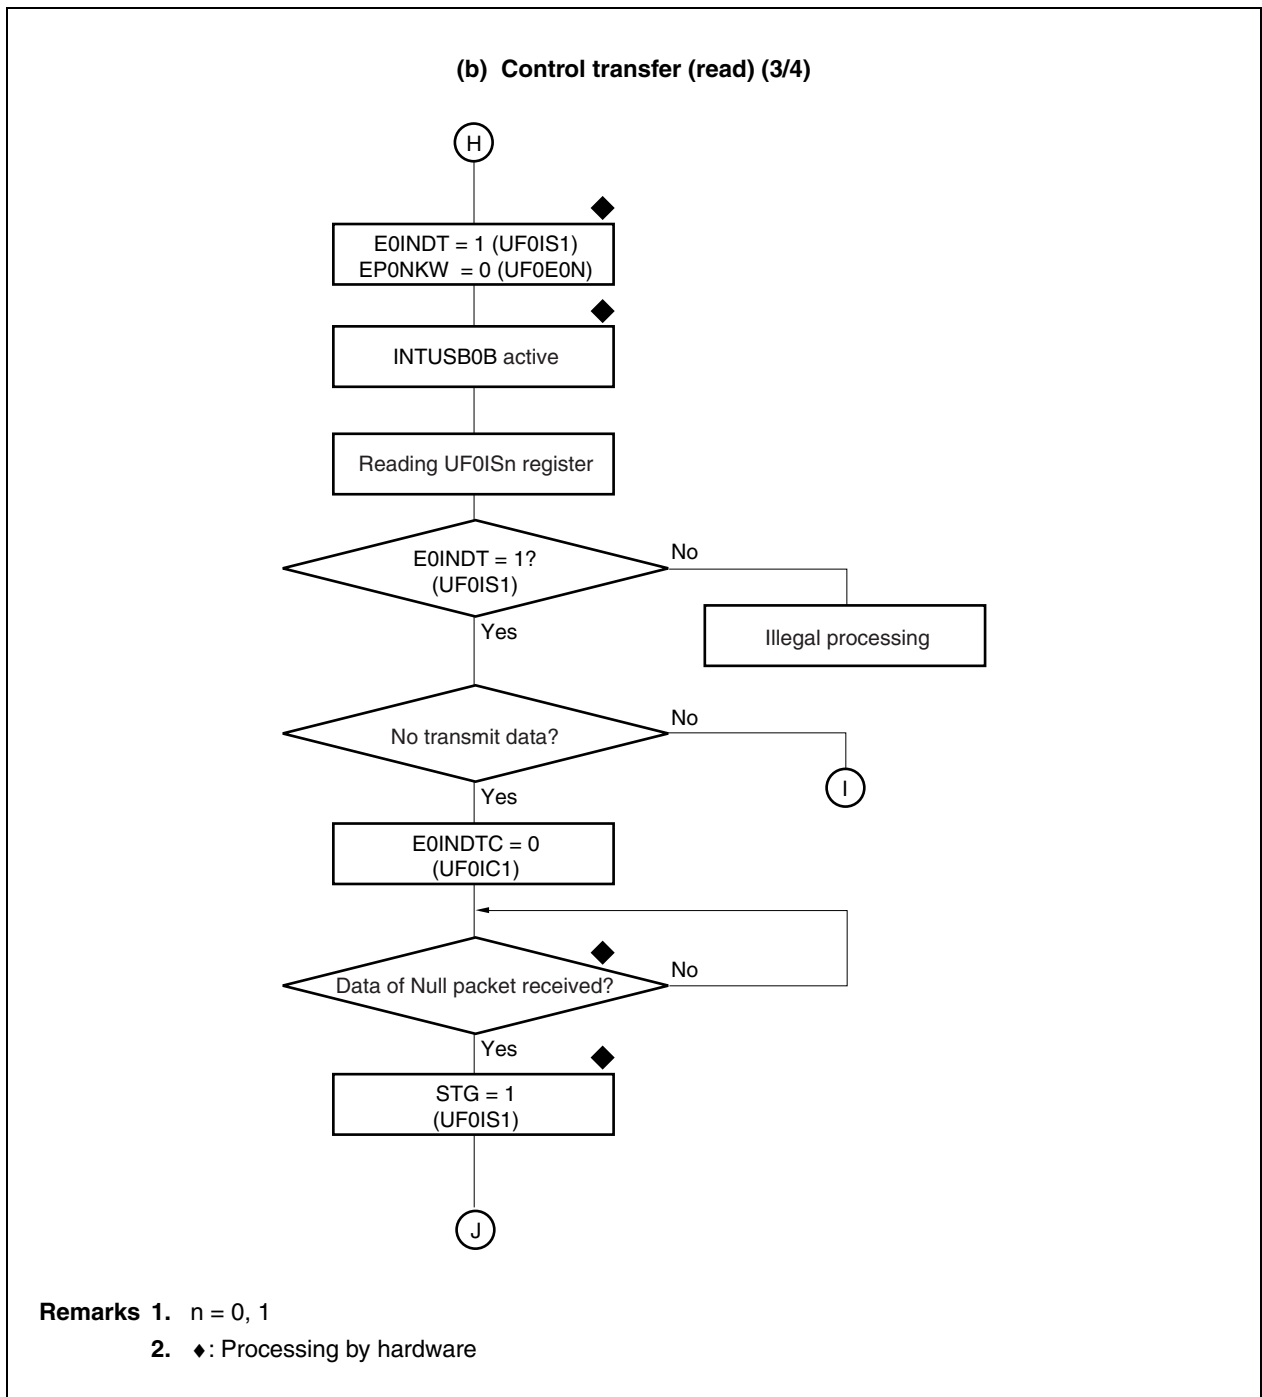 (b) Control transfer (read) (3/4)
H
E0INDT = 1 (UF0IS1)
EP0NKW = 0 (UF0E0N)
INTUSB0B active
Reading UF0ISn register
E0INDT = 1?
(UF0IS1)
No
Illegal processing
Yes
No transmit data?
No
I
Yes
E0INDTC = 0
(UF0IC1)
Data of Null packet received?
No
Yes
STG = 1
(UF0IS1)
J
Remarks 1. n = 0, 1
2. ♦: Processing by hardware